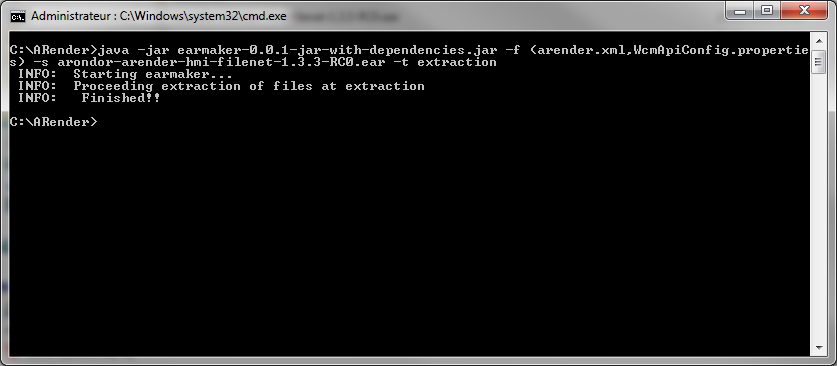 Administrateur : C:\Windows\system32\cmd.exe
C:\ARender>java -jar earmaker-0.0.1-jar-with-dependencies.jar -f (arender.xml,WcmApiConfig.propertie
s) -s arondor-arender-hmi-filenet-1.3.3-RC0.ear -t extraction
INFO:  Starting earmaker...
INFO:  Proceeding extraction of files at extraction
INFO:   Finished!!
C:\ARender>